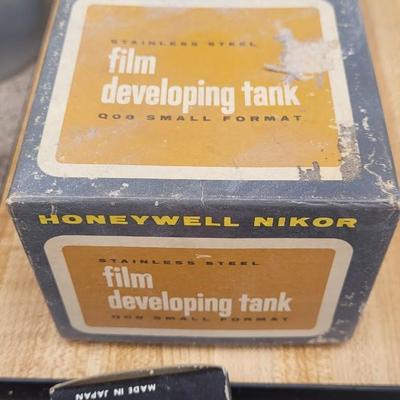 STAINLESS STEEL
film
developing tank
Q08 SMALL FORMAT
HONEYWELL NIKOR
STAINLESS STEEL
film
developing tank
Q08 SMALL FORMAT
MADE IN JAPAN